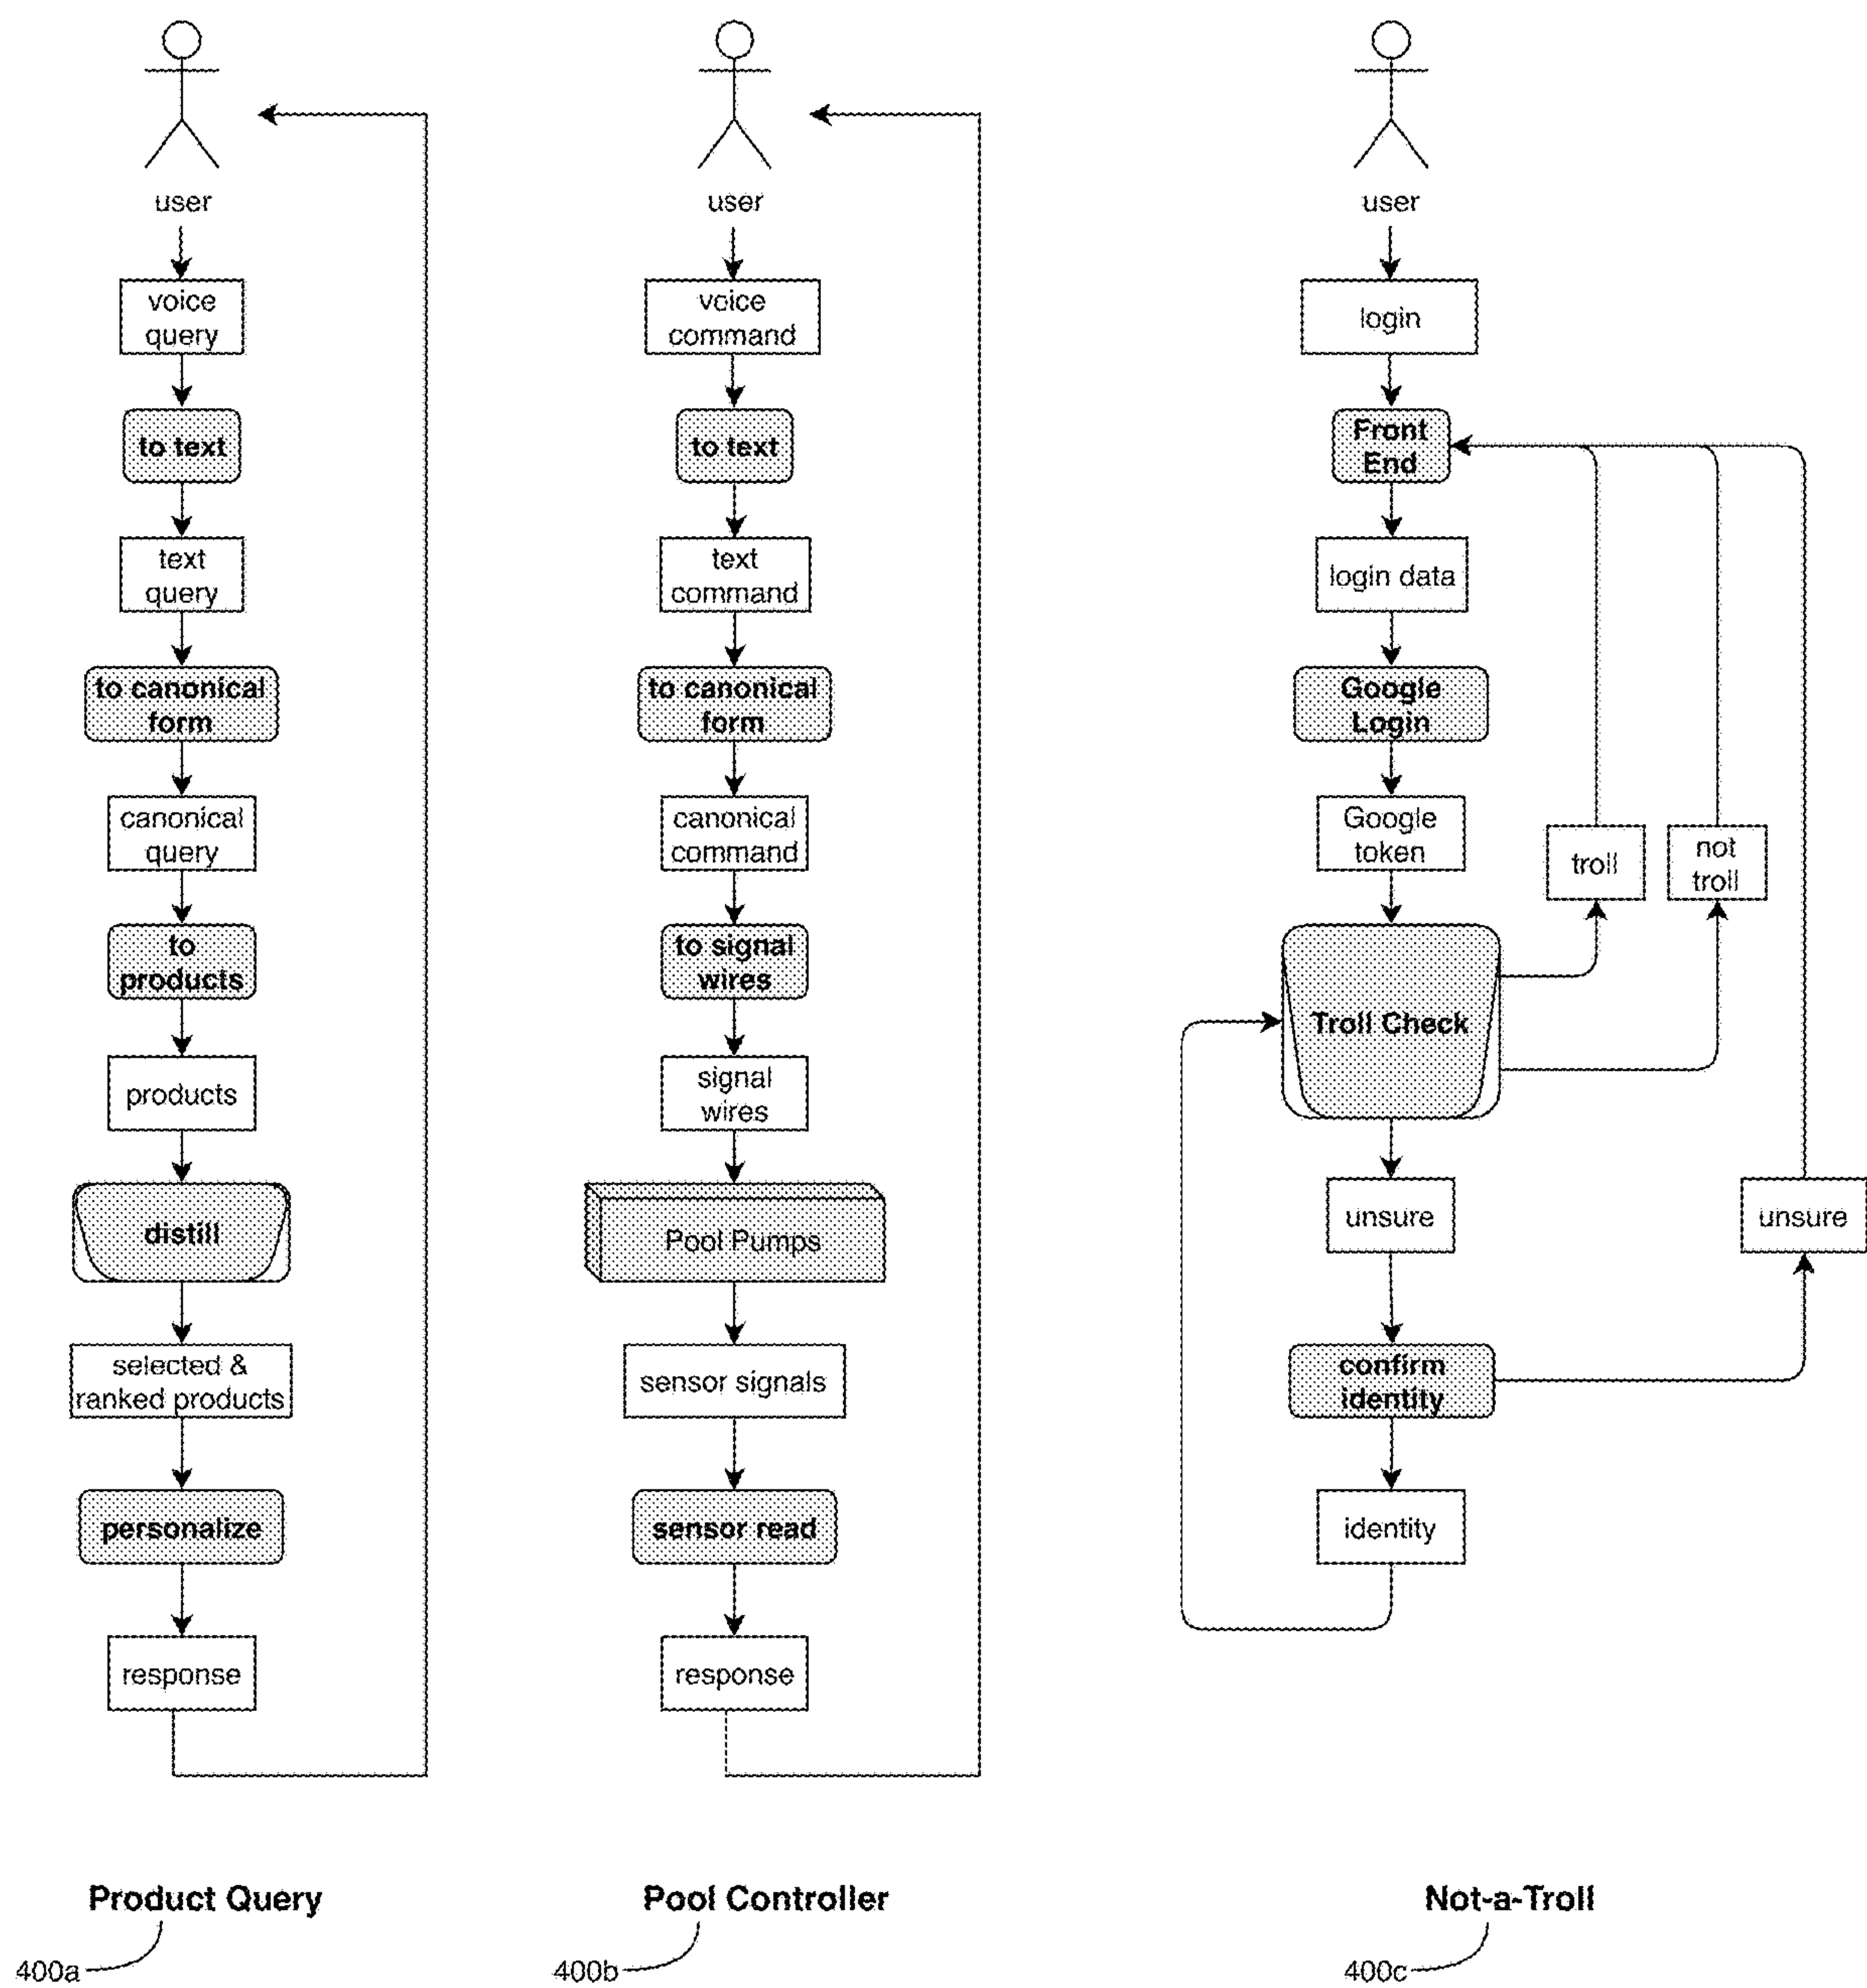 user
voice
query
to text
text
query
to canonical
form
canonical
query
to
products
products
distill
selected &
ranked products
personalize
response
Product Query
400a
user
voice
command
to text
text
command
to canonical
form
canonical
command
to signal
wires
signal
wires
Pool Pumps
sensor signals
sensor read
response
Pool Controller
400b
user
login
Front
End
login data
Google
Login
Google
token
troll
not
troll
Troll Check
unsure
unsure
confirm
identity
identity
Not-a-Troll
400c